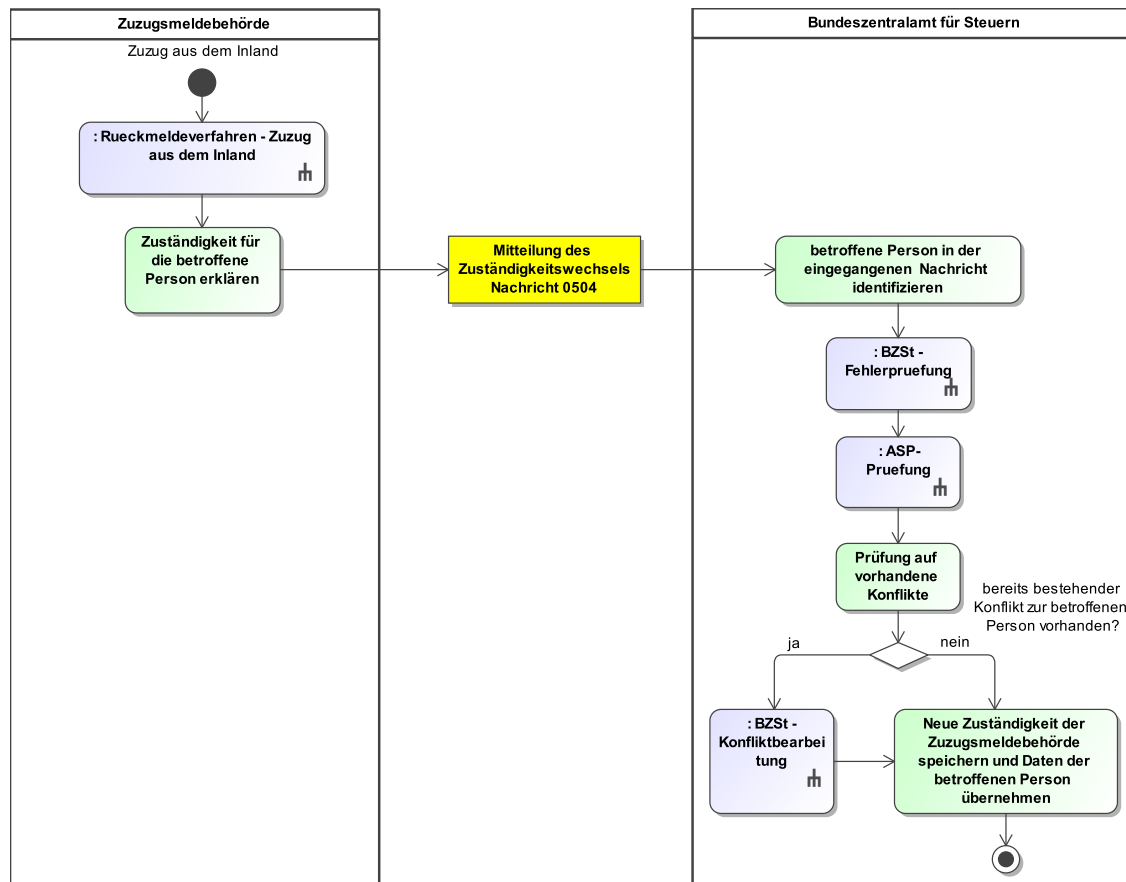 Zuzugsmeldebehörde
Bundeszentralamt für Steuern
Zuzug aus dem Inland
: Rueckmeldeverfahren - Zuzug
aus dem Inland
Zuständigkeit für
die betroffene
Person erklären
Mitteilung des
Zuständigkeitswechsels
Nachricht 0504
betroffene Person in der
eingegangenen Nachricht
identifizieren
: BZSt -
Fehlerpruefung
: ASP-
Pruefung
Prüfung auf
vorhandene
Konflikte
bereits bestehender
Konflikt zur betroffenen
Person vorhanden?
ja
nein
: BZSt -
Konfliktbearbei
tung
Neue Zuständigkeit der
Zuzugsmeldebehörde
speichern und Daten der
betroffenen Person
übernehmen